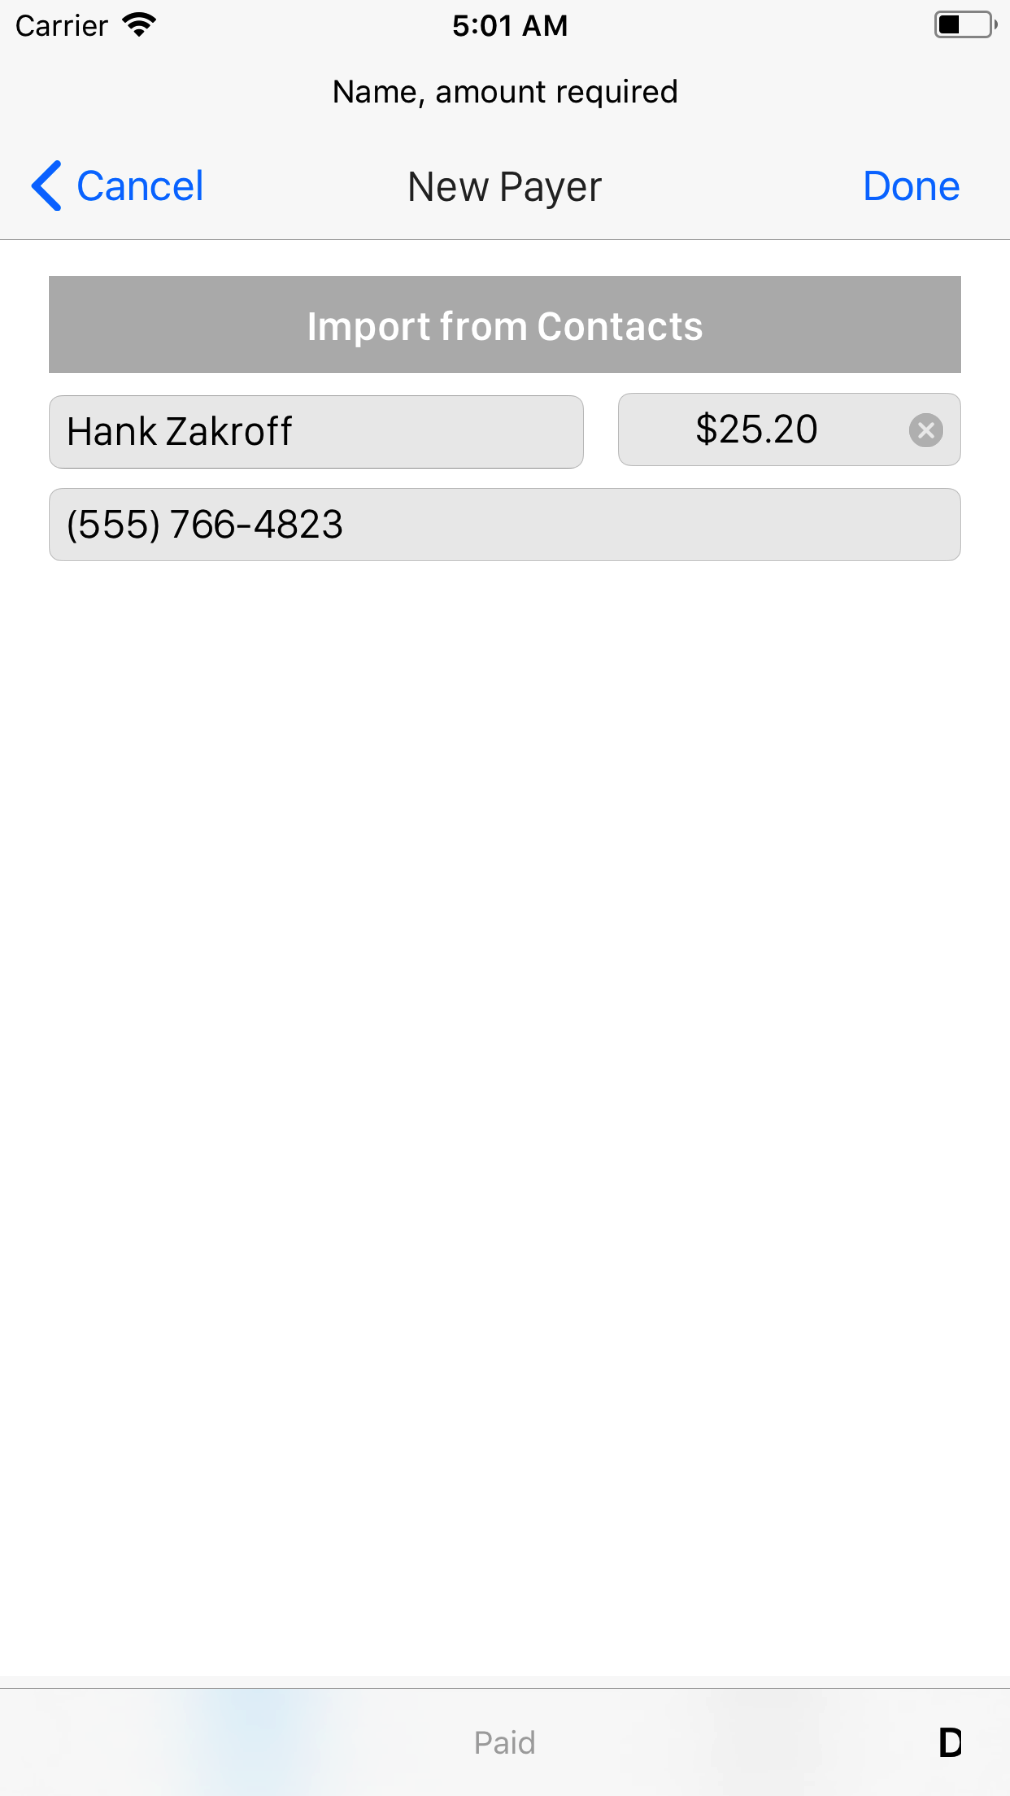 Carrier 5:01 AM
Name, amount required
Cancel New Payer Done
Import from Contacts
Hank Zakroff $25.20
(555) 766-4823
Paid D